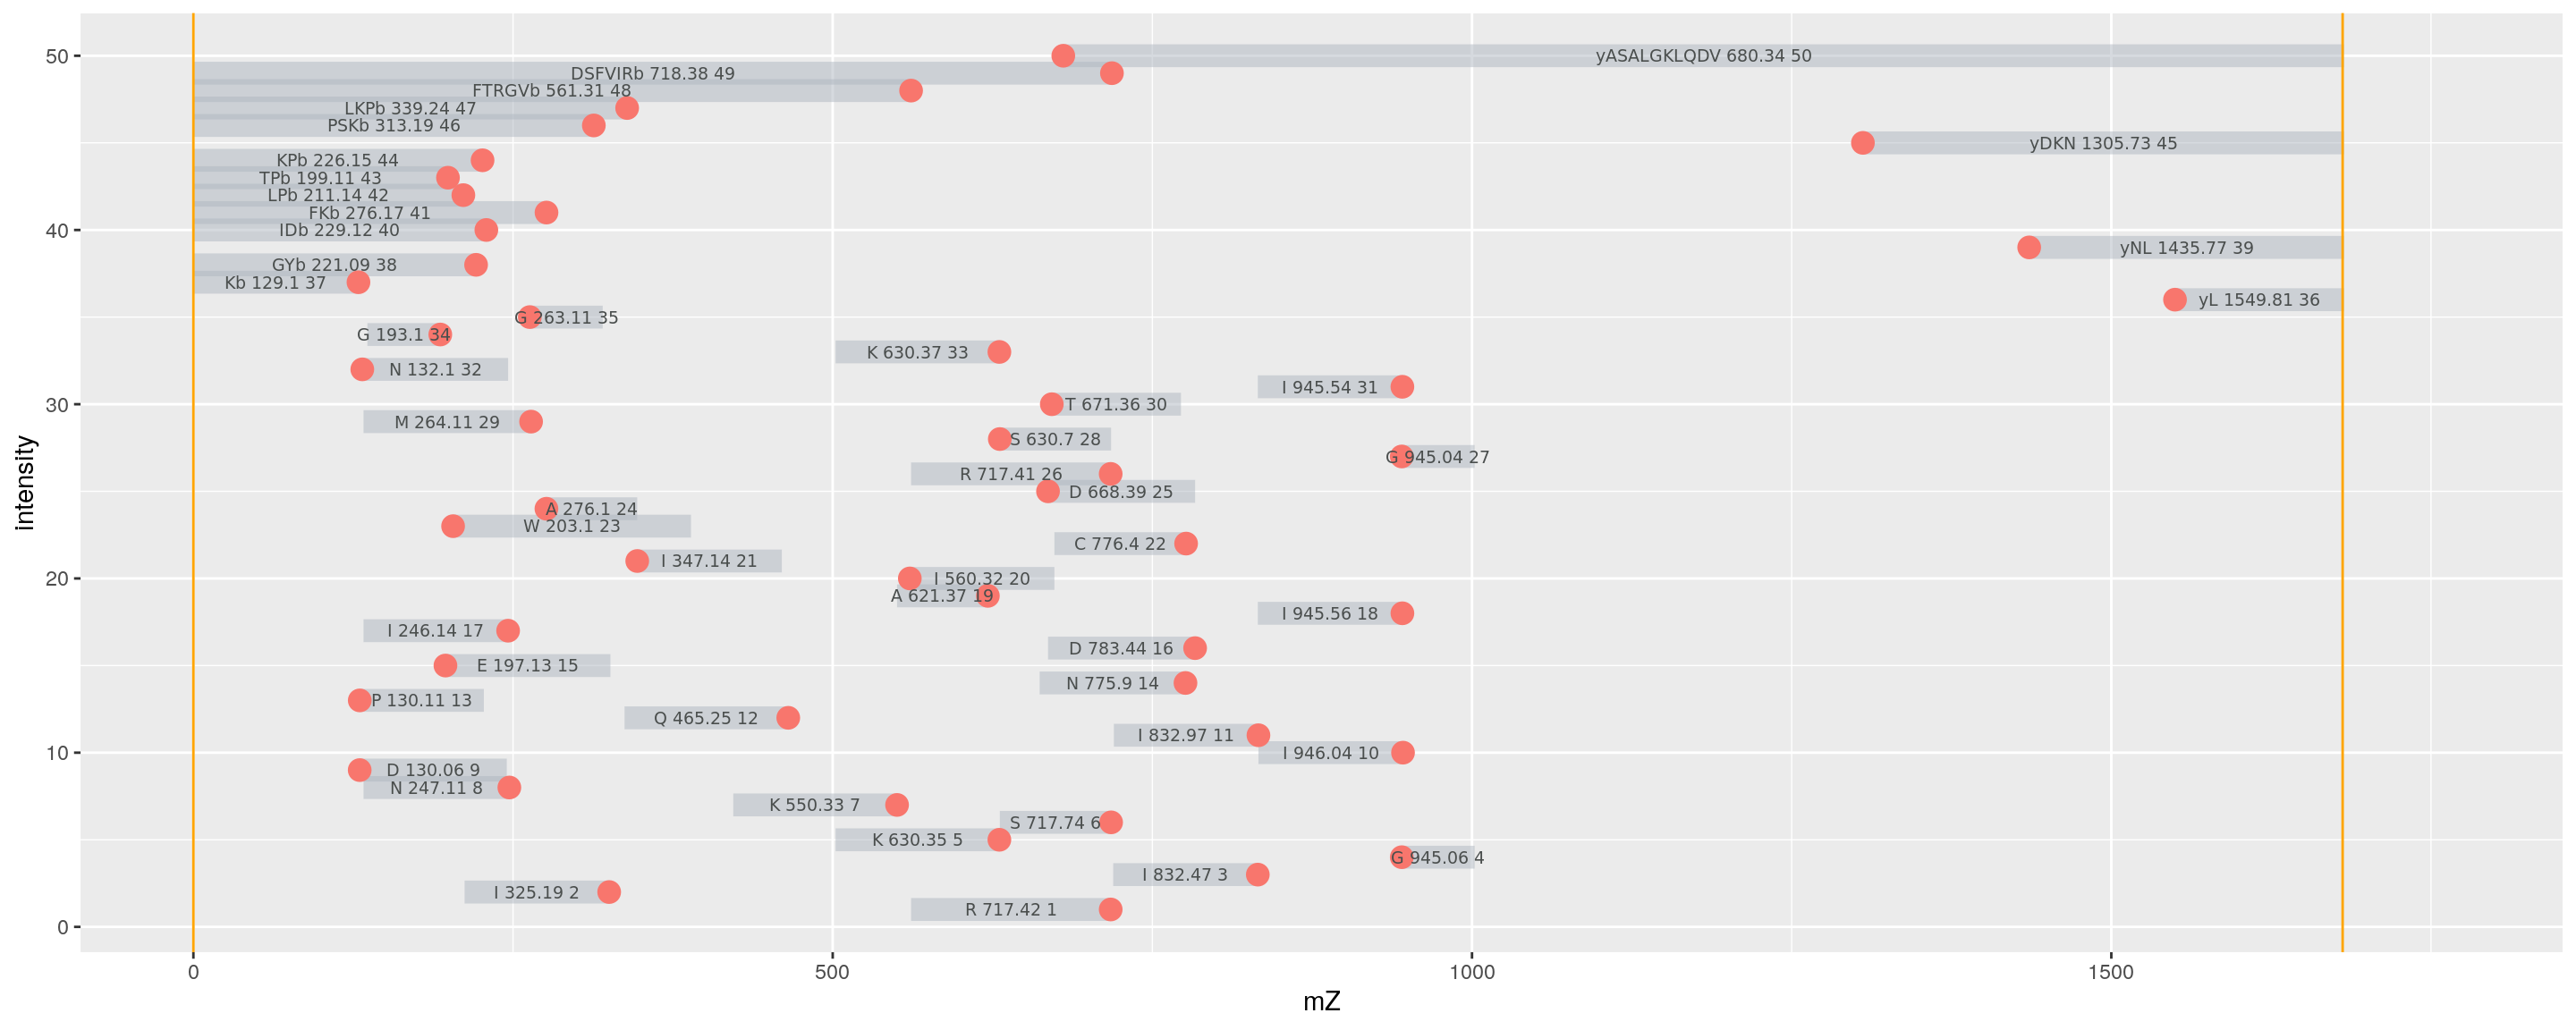 50
yASALGKLQDV 680.34 50
DSFVIRb 718.38 49
FTRGVb 561.31 48
LKPb 339.24 47
PSKb 313.19 46
yDKN 1305.73 45
KPb 226.15 44
TPb 199.11 43
LPb 211.14 42
FKb 276.17 41
40
IDb 229.12 40
yNL 1435.77 39
GYb 221.09 38
Kb 129.1 37
yL 1549.81 36
G 263.11 35
G 193.1 34
K 630.37 33
N 132.1 32
I 945.54 31
30
T 671.36 30
M 264.11 29
S 630.7 28
G 945.04 27
R 717.41 26
D 668.39 25
A 276.1 24
W 203.1 23
C 776.4 22
I 347.14 21
20
I 560.32 20
A 621.37 19
I 945.56 18
I 246.14 17
D 783.44 16
E 197.13 15
N 775.9 14
P 130.11 13
Q 465.25 12
I 832.97 11
10
I 946.04 10
D 130.06 9
N 247.11 8
K 550.33 7
S 717.74 6
K 630.35 5
G 945.06 4
I 832.47 3
I 325.19 2
R 717.42 1
0
intensity
0 500 1000 1500
mZ